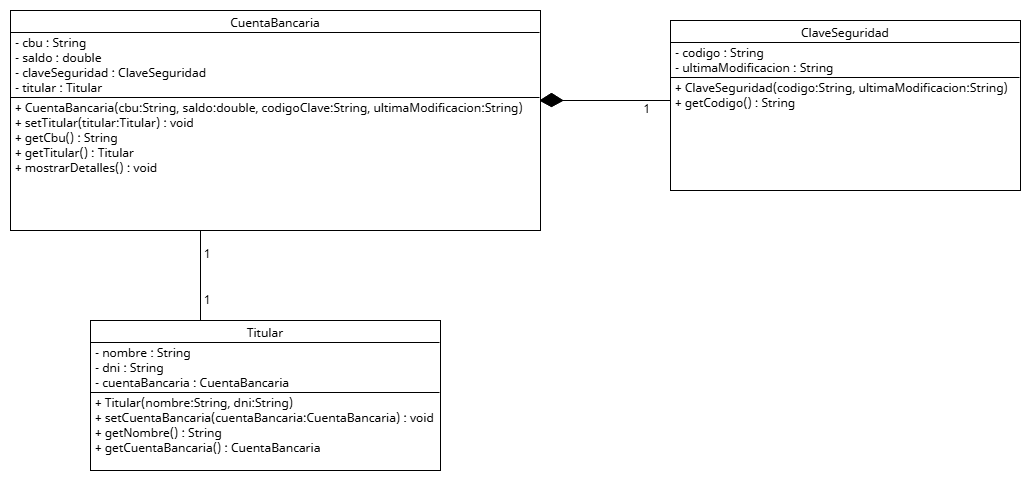 CuentaBancaria
- cbu : String
- saldo : double
- claveSeguridad : ClaveSeguridad
- titular : Titular
+ CuentaBancaria(cbu:String, saldo:double, codigoClave:String, ultimaModificacion:String)
+ setTitular(titular:Titular) : void
+ getCbu() : String
+ getTitular() : Titular
+ mostrarDetalles() : void
ClaveSeguridad
- codigo : String
- ultimaModificacion : String
+ ClaveSeguridad(codigo:String, ultimaModificacion:String)
+ getCodigo() : String
1
1
1
Titular
- nombre : String
- dni : String
- cuentaBancaria : CuentaBancaria
+ Titular(nombre:String, dni:String)
+ setCuentaBancaria(cuentaBancaria:CuentaBancaria) : void
+ getNombre() : String
+ getCuentaBancaria() : CuentaBancaria